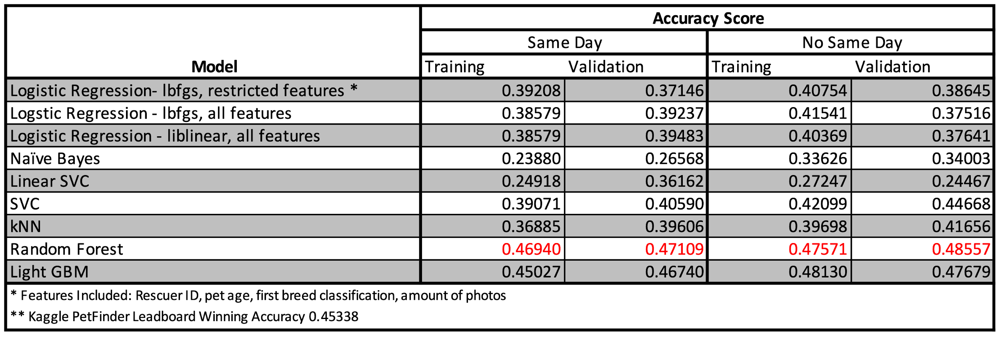 Accuracy Score
Same Day No Same Day
Model Training Validation Training Validation
Logistic Regression- lbfgs, restricted features * 0.39208 0.37146 0.40754 0.38645
Logstic Regression - lbfgs, all features 0.38579 0.39237 0.41541 0.37516
Logistic Regression - liblinear, all features 0.38579 0.39483 0.40369 0.37641
Naïve Bayes 0.23880 0.26568 0.33626 0.34003
Linear SVC 0.24918 0.36162 0.27247 0.24467
SVC 0.39071 0.40590 0.42099 0.44668
kNN 0.36885 0.39606 0.39698 0.41656
Random Forest 0.46940 0.47109 0.47571 0.48557
Light GBM 0.45027 0.46740 0.48130 0.47679
* Features Included: Rescuer ID, pet age, first breed classification, amount of photos
** Kaggle PetFinder Leadboard Winning Accuracy 0.45338